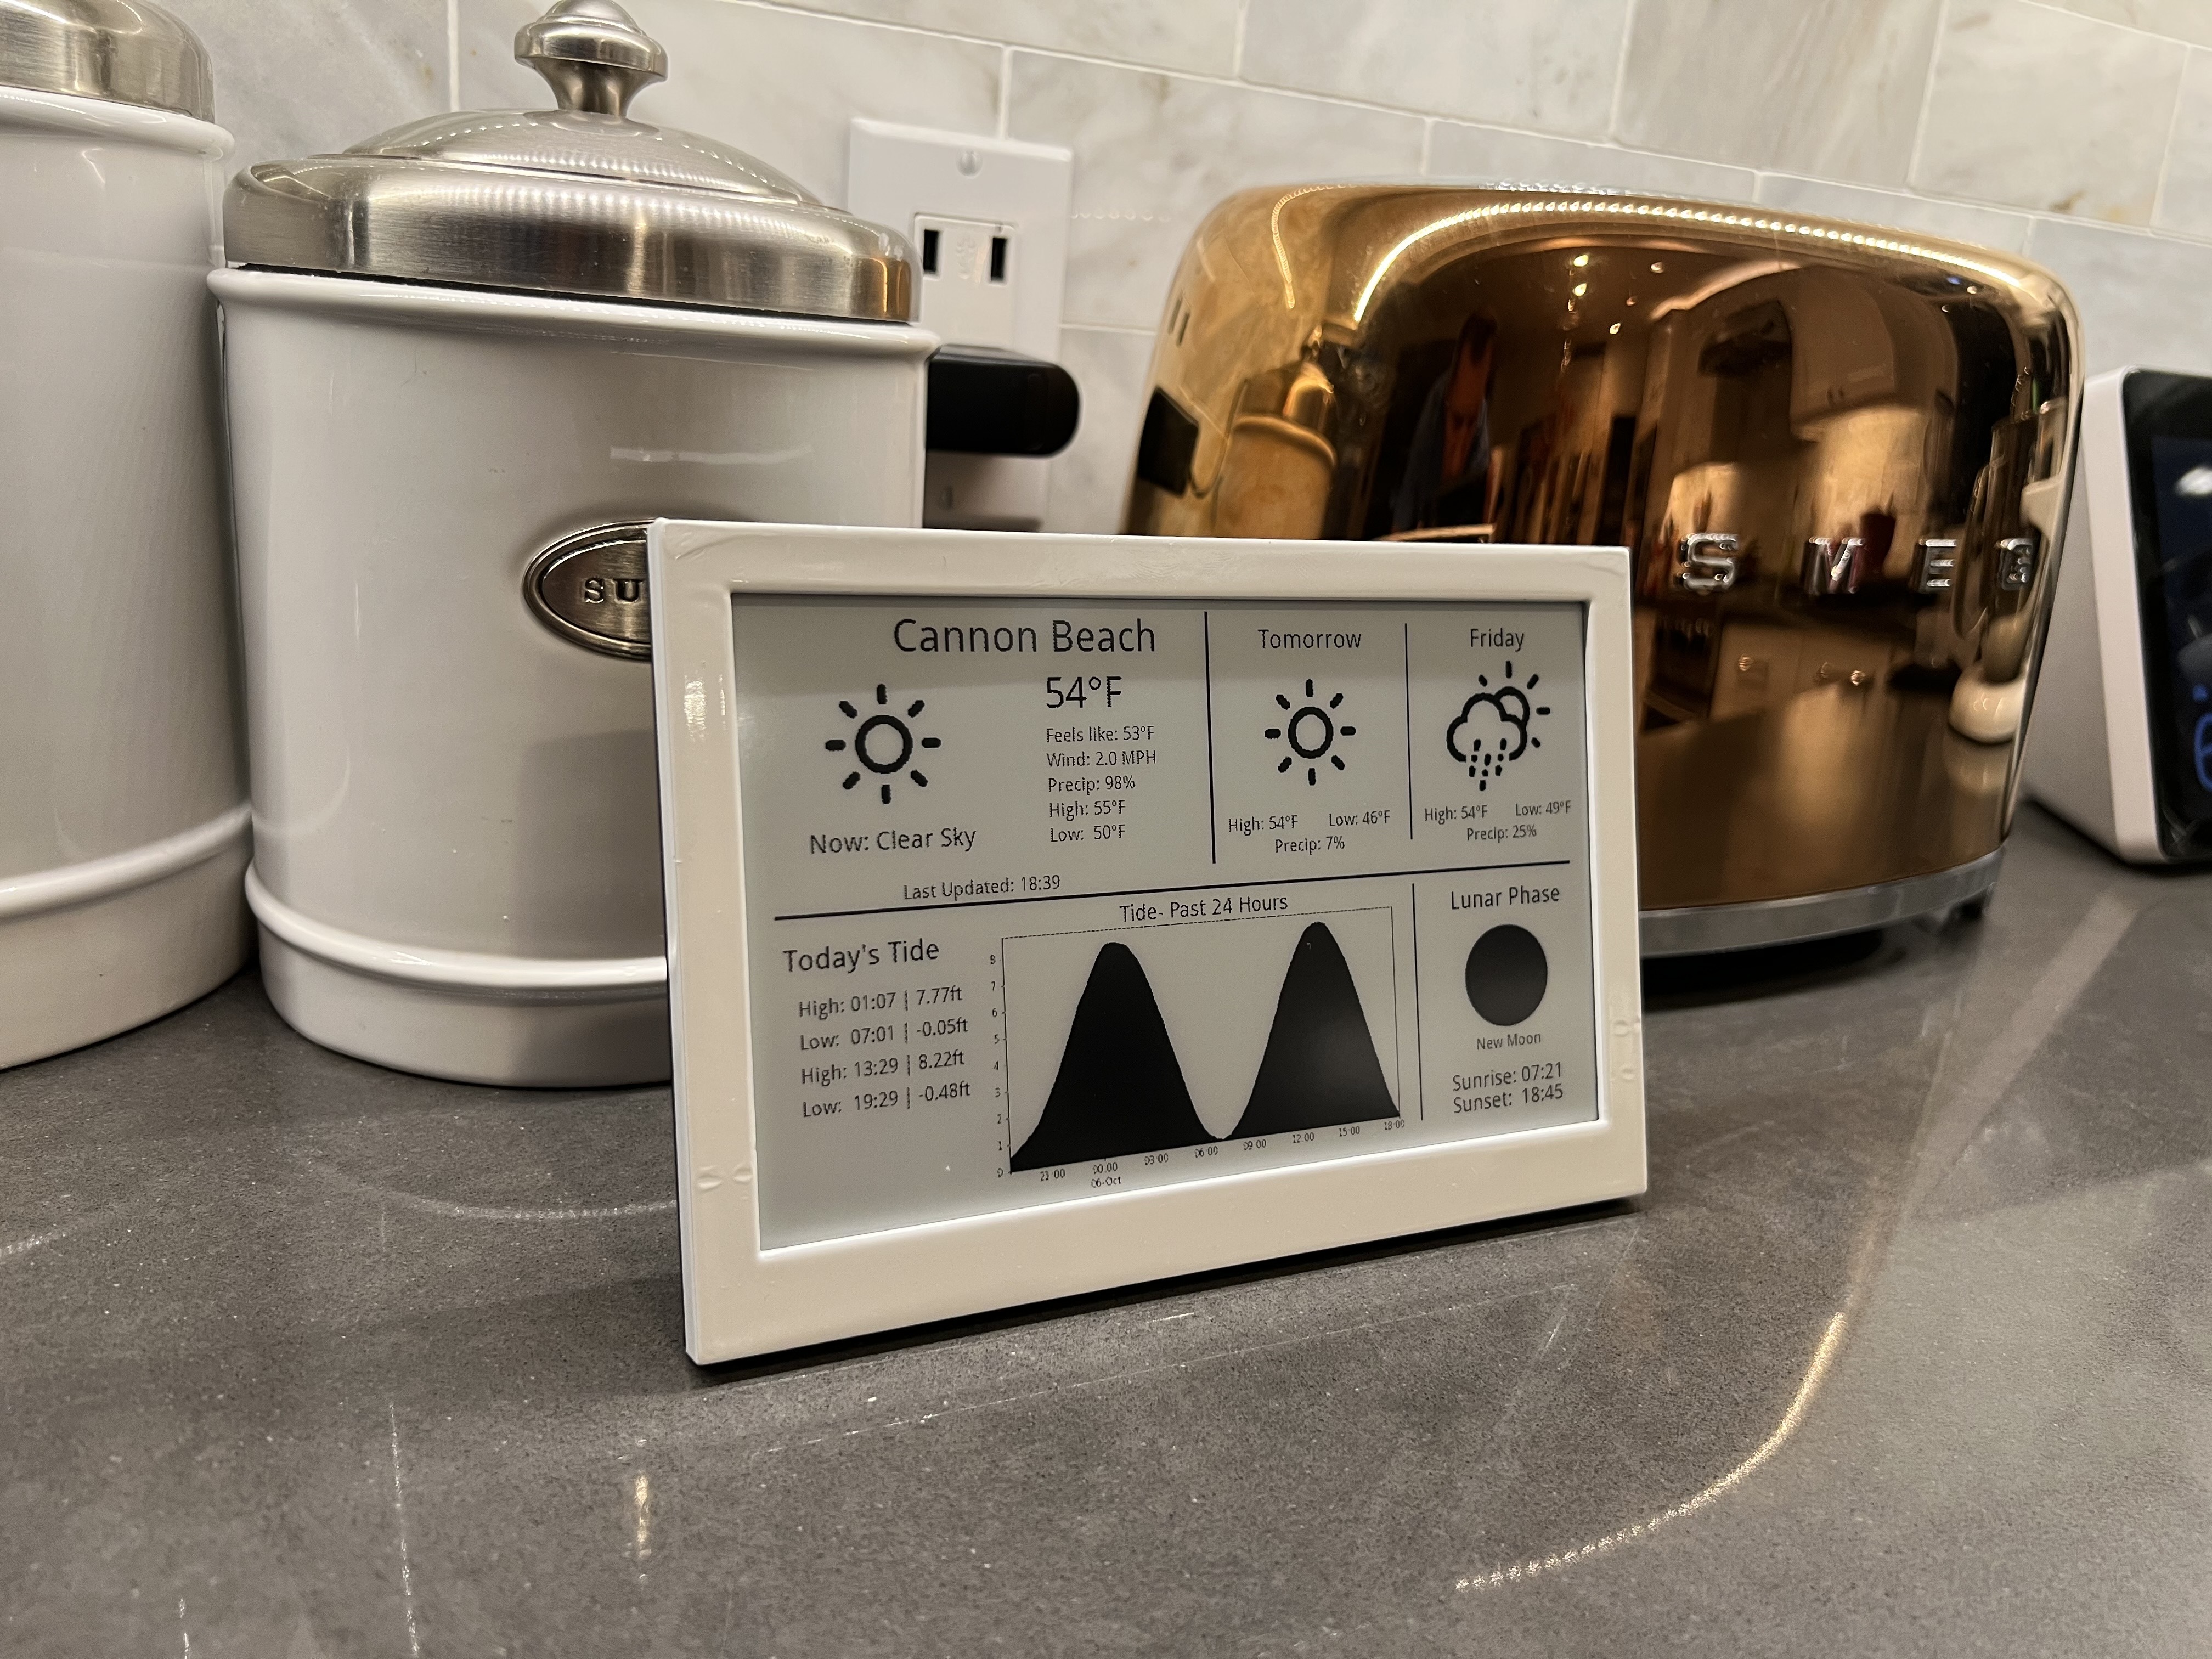 SU
S M E G
Cannon Beach
54°F
Feels like: 53°F
Wind: 2.0 MPH
Precip: 98%
High: 55°F
Low: 50°F
Now: Clear Sky
Last Updated: 18:39
Tomorrow
High: 54°F Low: 46°F
Precip: 7%
Friday
High: 54°F Low: 49°F
Precip: 25%
Today's Tide
High: 01:07 | 7.77ft
Low: 07:01 | -0.05ft
High: 13:29 | 8.22ft
Low: 19:29 | -0.48ft
Tide- Past 24 Hours
8
7
6
5
4
3
2
1
0
21:00 00:00 03:00 06:00 09:00 12:00 15:00 18:00
06-Oct
Lunar Phase
New Moon
Sunrise: 07:21
Sunset: 18:45